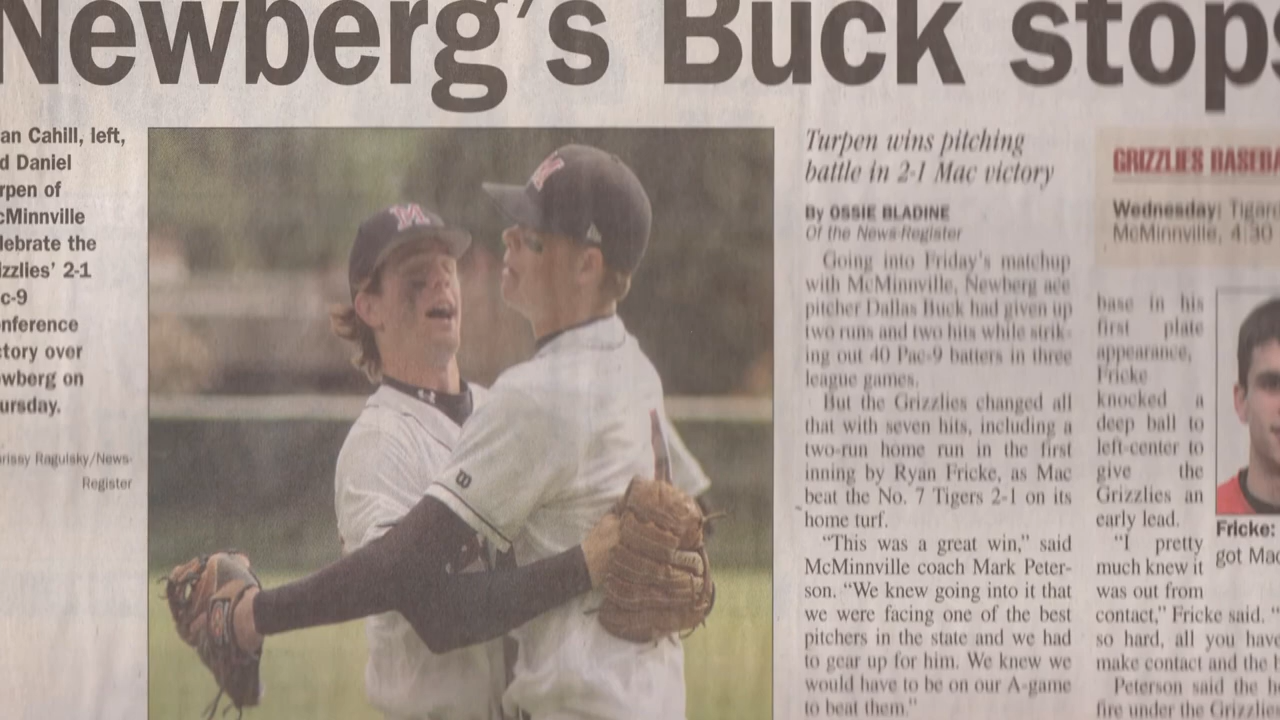 Newberg's Buck stops
an Cahill, left,
d Daniel
rpen of
cMinnville
lebrate the
izzlies' 2-1
c-9
nference
ctory over
wberg on
ursday.
rissy Ragulsky/News-
Register
Turpen wins pitching
battle in 2-1 Mac victory
By OSSIE BLADINE
Of the News-Register
Going into Friday's matchup
with McMinnville, Newberg ace
pitcher Dallas Buck had given up
two runs and two hits while strik-
ing out 40 Pac-9 batters in three
league games.
But the Grizzlies changed all
that with seven hits, including a
two-run home run in the first
inning by Ryan Fricke, as Mac
beat the No. 7 Tigers 2-1 on its
home turf.
"This was a great win," said
McMinnville coach Mark Peter-
son. "We knew going into it that
we were facing one of the best
pitchers in the state and we had
to gear up for him. We knew we
would have to be on our A-game
to beat them."
GRIZZLIES BASEBA
Wednesday: Tigard
McMinnville, 4:30
base in his
first plate
appearance,
Fricke
knocked a
deep ball to
left-center to
give the
Grizzlies an
early lead.
"I pretty
much knew it
was out from
contact," Fricke said. "
so hard, all you have
make contact and the
Peterson said the
fire under the Grizzlie
Fricke:
got Mac
M
M